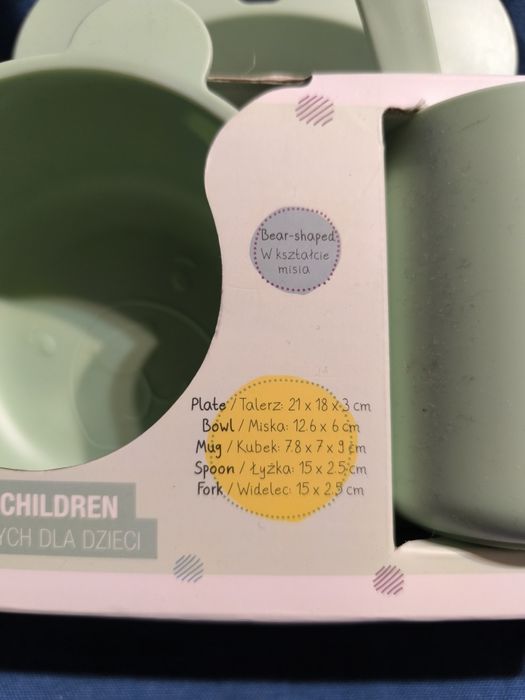 Bear-shaped
W kształcie
misia
Plate / Talerz: 21 x 18 x 3 cm
Bowl / Miska: 12.6 x 6 cm
Mug / Kubek: 7.8 x 7 x 9 cm
Spoon / Łyżka: 15 x 2.5 cm
Fork / Widelec: 15 x 2.5 cm
CHILDREN
YCH DLA DZIECI